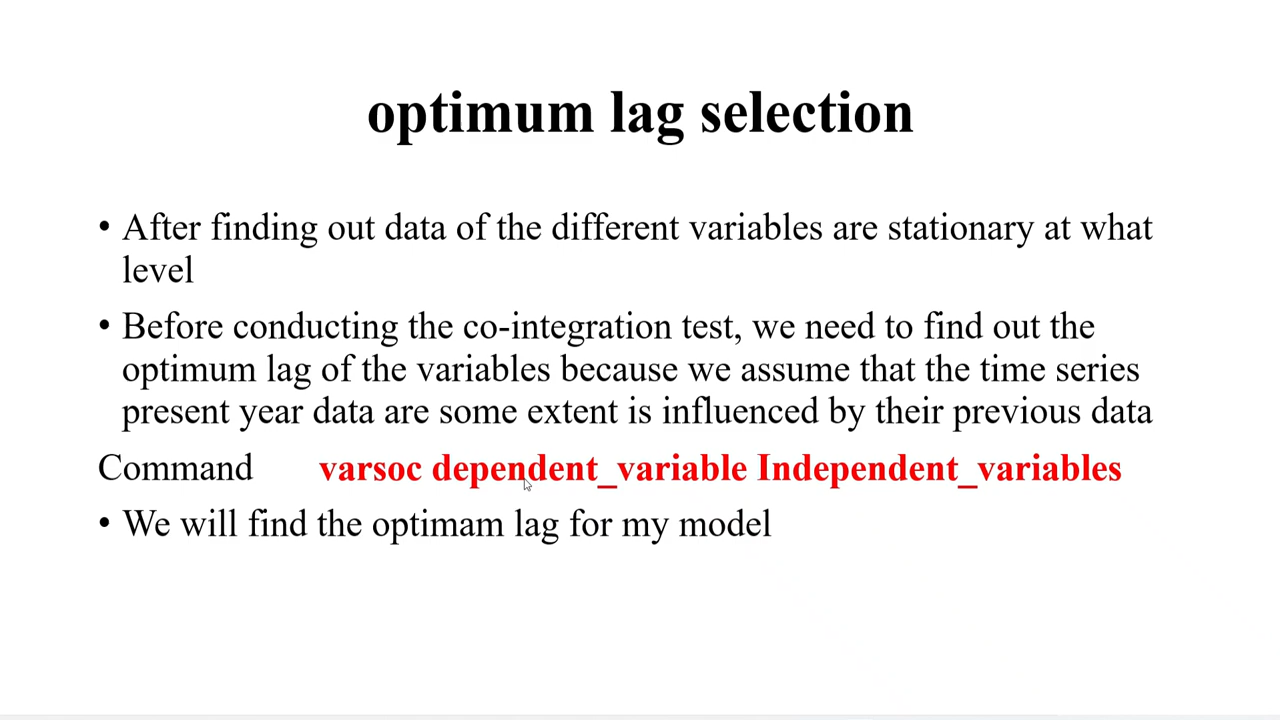 optimum lag selection
• After finding out data of the different variables are stationary at what
level
• Before conducting the co-integration test, we need to find out the
optimum lag of the variables because we assume that the time series
present year data are some extent is influenced by their previous data
Command varsoc dependent_variable Independent_variables
• We will find the optimam lag for my model